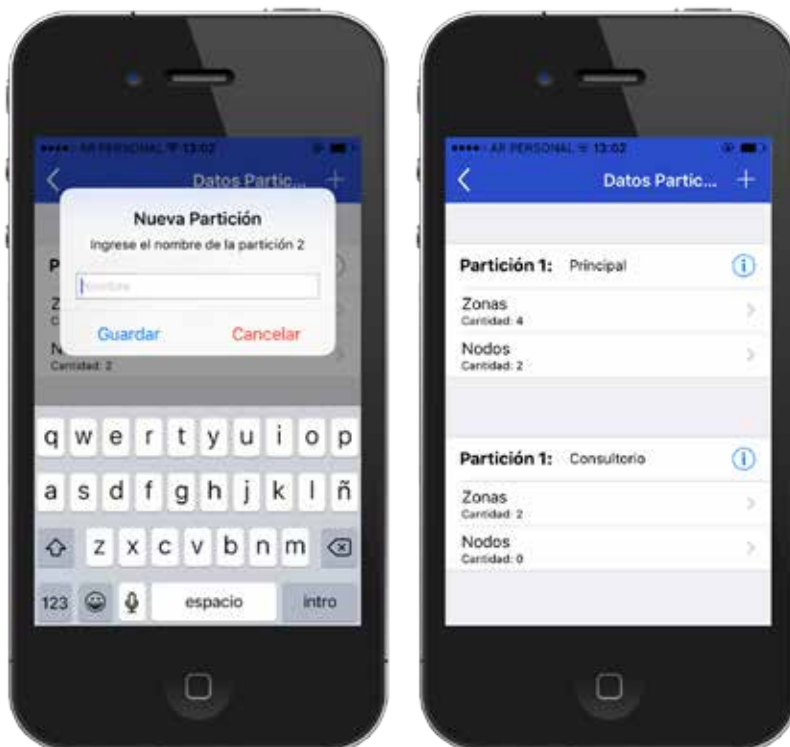 AR PERSONAL 13:02
Datos Partic...
Nueva Partición
Ingrese el nombre de la partición 2
Nombre
Guardar
Cancelar
Cantidad: 2
q w e r t y u i o p
a s d f g h j k l ñ
z x c v b n m
123
espacio
intro
AR PERSONAL 13:02
Datos Partic...
Partición 1: Principal
Zonas
Cantidad: 4
Nodos
Cantidad: 2
Partición 1: Consultorio
Zonas
Cantidad: 2
Nodos
Cantidad: 0